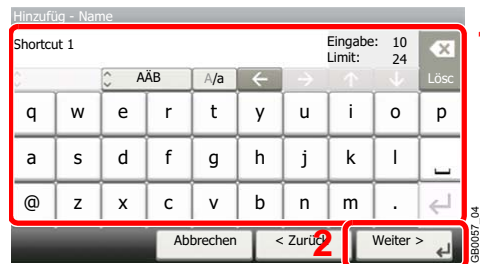 Hinzufüg - Name
Shortcut 1 Eingabe: 10
Limit: 24
AÄB A/a ← → ↑ ↓ Lösc
q w e r t y u i o p
a s d f g h j k l
@ z x c v b n m .
Abbrechen < Zurück 2 Weiter >
GB0057_04